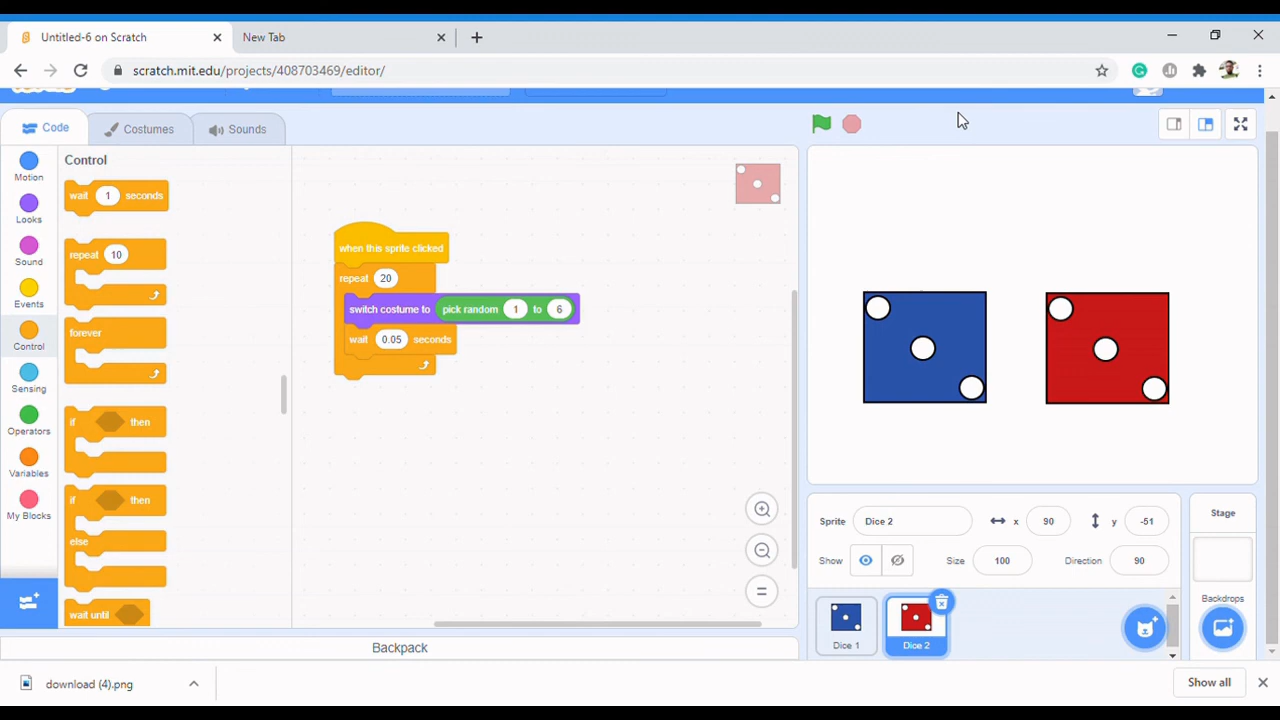 Untitled-6 on Scratch
New Tab
scratch.mit.edu/projects/408703469/editor/
Code
Costumes
Sounds
Motion
Looks
Sound
Events
Control
Sensing
Operators
Variables
My Blocks
Control
wait 1 seconds
repeat 10
forever
if then
if then
else
wait until
when this sprite clicked
repeat 20
switch costume to pick random 1 to 6
wait 0.05 seconds
Backpack
Sprite Dice 2 x 90 y -51
Show Size 100 Direction 90
Dice 1
Dice 2
Stage
Backdrops
download (4).png
Show all